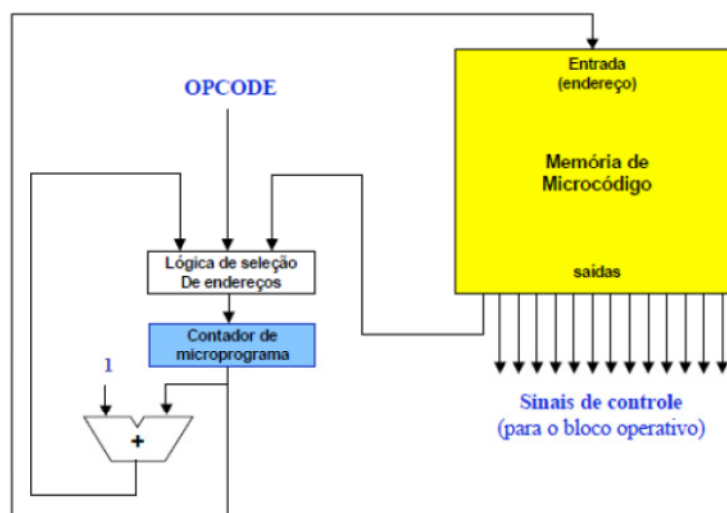 OPCODE
Entrada
(endereço)
Memória de
Microcódigo
saídas
Lógica de seleção
De endereços
Contador de
microprograma
1
+
Sinais de controle
(para o bloco operativo)